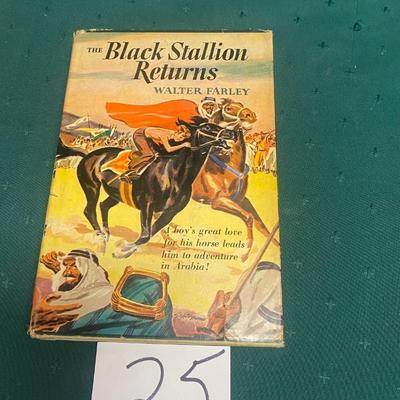 THE Black Stallion
Returns
WALTER FARLEY
A boy's great love
for his horse leads
him to adventure
in Arabia!
25